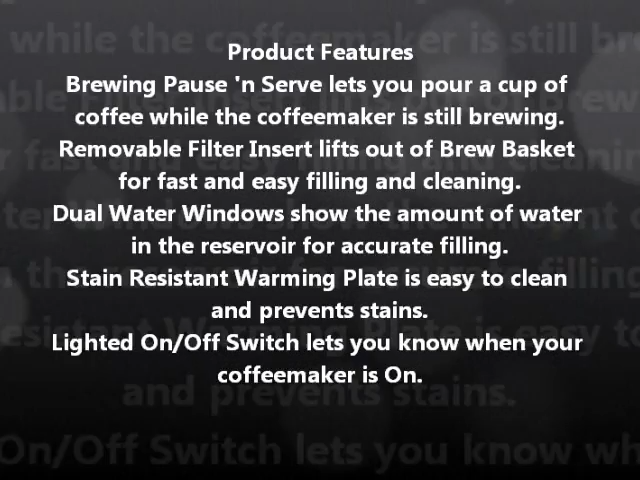 Product Features
Brewing Pause 'n Serve lets you pour a cup of
coffee while the coffeemaker is still brewing.
Removable Filter Insert lifts out of Brew Basket
for fast and easy filling and cleaning.
Dual Water Windows show the amount of water
in the reservoir for accurate filling.
Stain Resistant Warming Plate is easy to clean
and prevents stains.
Lighted On/Off Switch lets you know when your
coffeemaker is On.